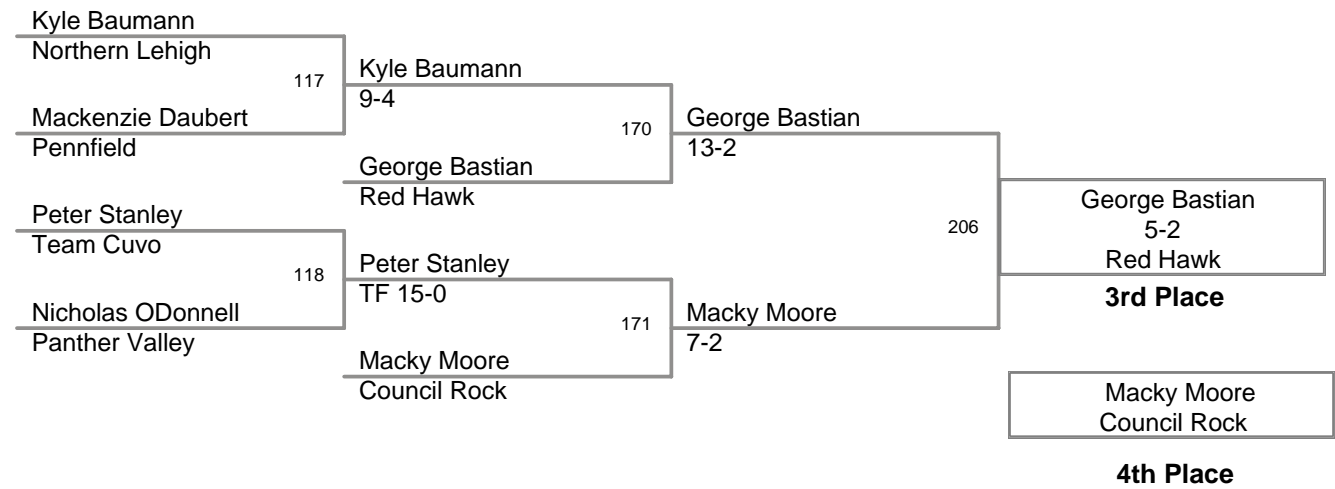 Kyle Baumann
Northern Lehigh
117
Mackenzie Daubert
Pennfield
Peter Stanley
Team Cuvo
118
Nicholas ODonnell
Panther Valley
Kyle Baumann
9-4
170
George Bastian
Red Hawk
Peter Stanley
TF 15-0
171
Macky Moore
Council Rock
George Bastian
13-2
206
Macky Moore
7-2
George Bastian
5-2
Red Hawk
3rd Place
Macky Moore
Council Rock
4th Place